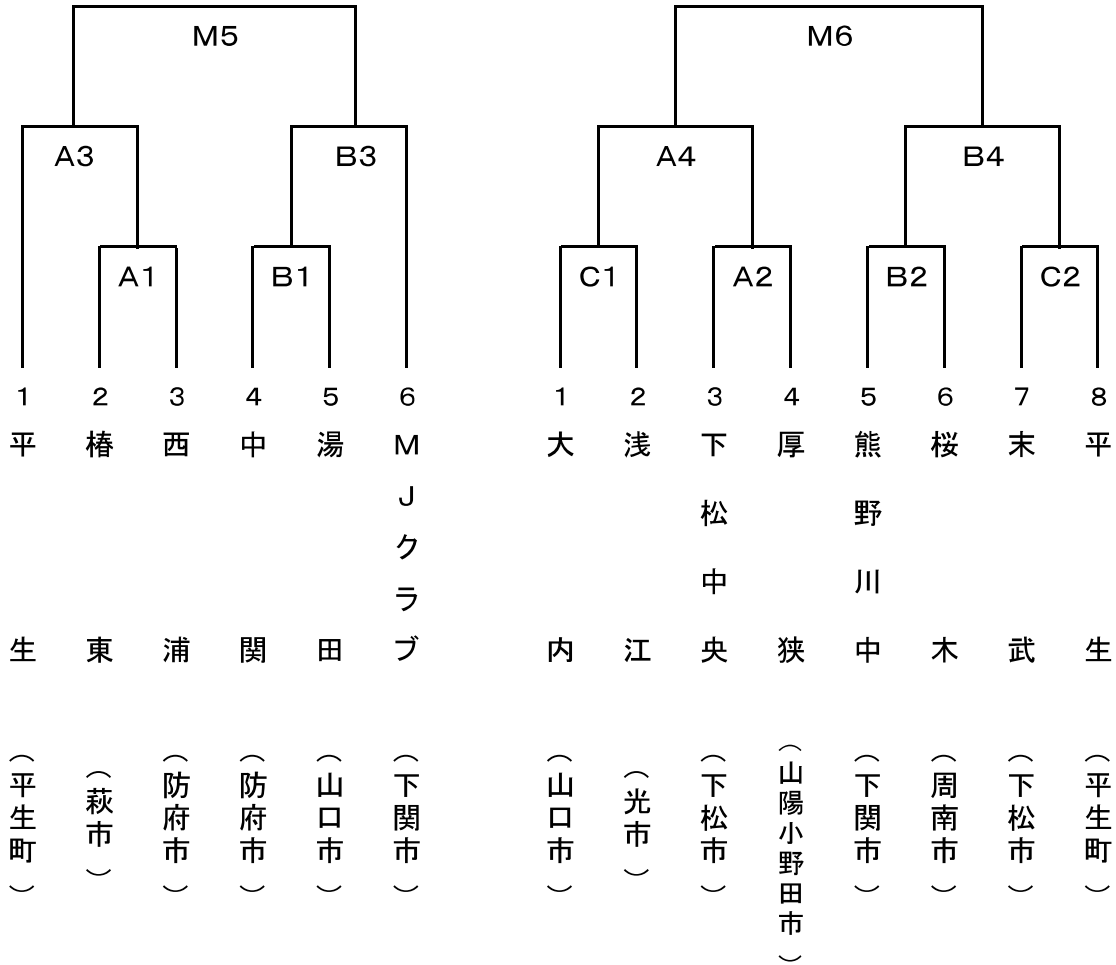 M5 M6
A3 B3 A4 B4
A1 B1 C1 A2 B2 C2
1 2 3 4 5 6 1 2 3 4 5 6 7 8
平生（平生町）
椿東（萩市）
西浦（防府市）
中関（防府市）
湯田（山口市）
MJクラブ（下関市）
大内（山口市）
浅江（光市）
下松中央（下松市）
厚狭（山陽小野田市）
熊野川中（下関市）
桜木（周南市）
末武（下松市）
平生（平生町）